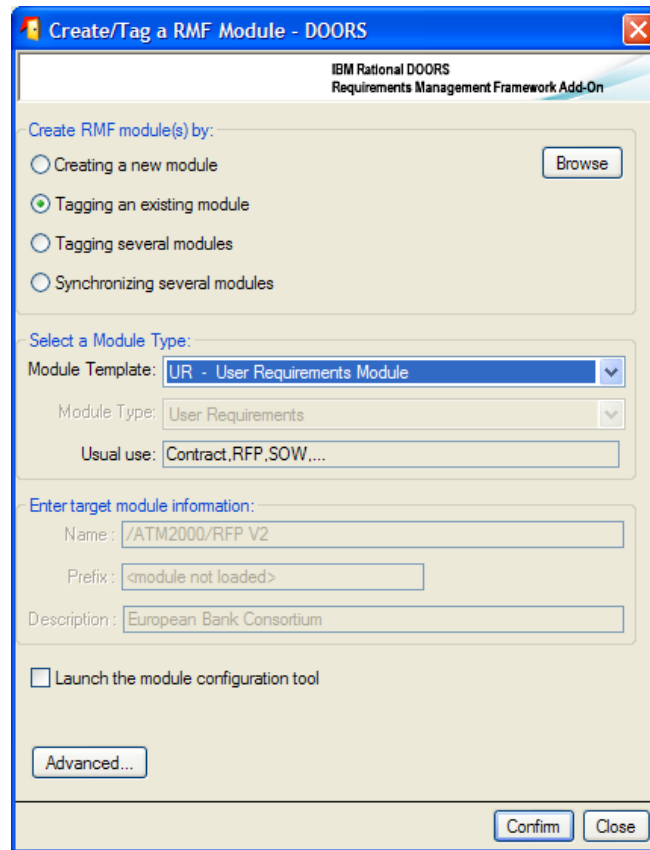 Create/Tag a RMF Module - DOORS
IBM Rational DOORS
Requirements Management Framework Add-On
Create RMF module(s) by:
Creating a new module
Browse
Tagging an existing module
Tagging several modules
Synchronizing several modules
Select a Module Type:
Module Template: UR - User Requirements Module
Module Type: User Requirements
Usual use: Contract,RFP,SOW,...
Enter target module information:
Name : /ATM2000/RFP V2
Prefix : <module not loaded>
Description : European Bank Consortium
Launch the module configuration tool
Advanced...
Confirm Close